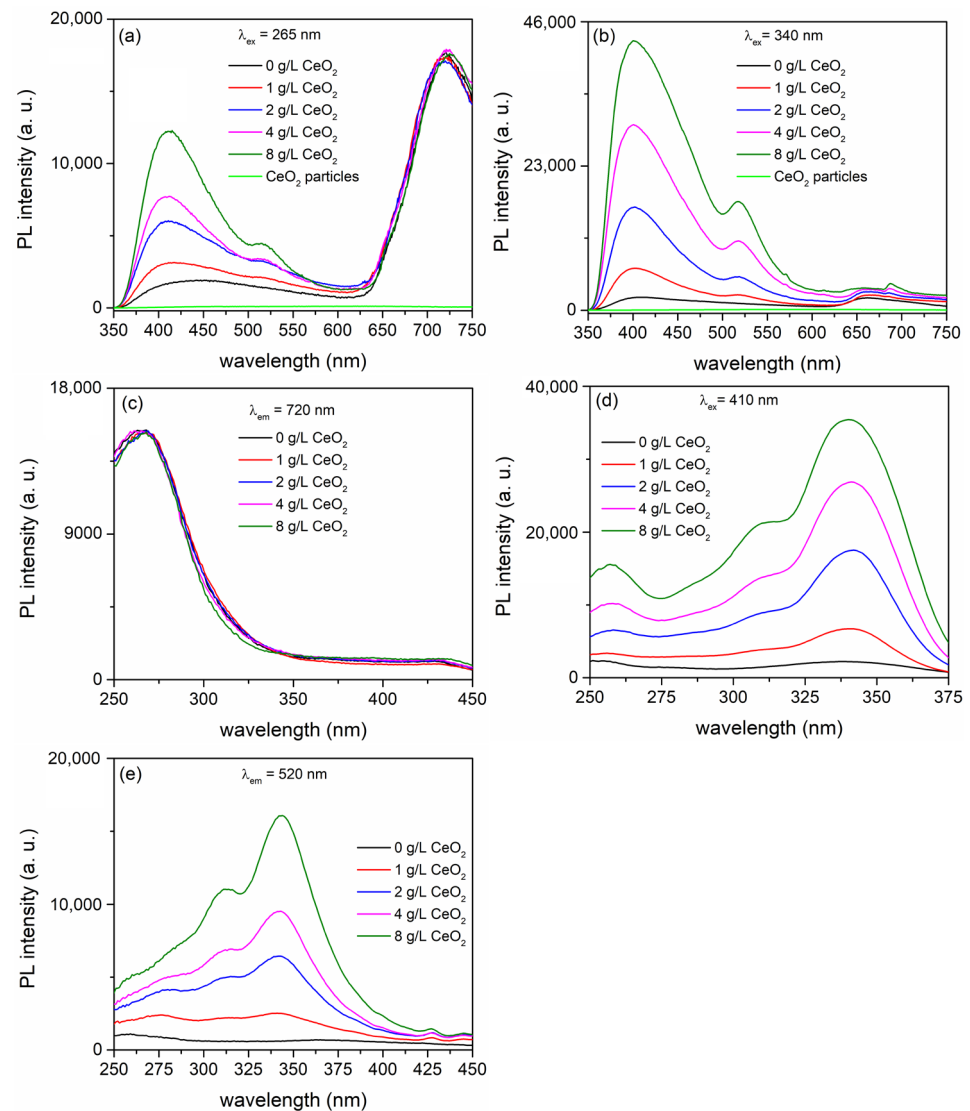 (a)
λex = 265 nm
0 g/L CeO2
1 g/L CeO2
2 g/L CeO2
4 g/L CeO2
8 g/L CeO2
CeO2 particles
20,000
10,000
0
PL intensity (a. u.)
350 400 450 500 550 600 650 700 750
wavelength (nm)
(b)
λex = 340 nm
0 g/L CeO2
1 g/L CeO2
2 g/L CeO2
4 g/L CeO2
8 g/L CeO2
CeO2 particles
46,000
23,000
0
PL intensity (a. u.)
350 400 450 500 550 600 650 700 750
wavelength (nm)
(c)
λem = 720 nm
0 g/L CeO2
1 g/L CeO2
2 g/L CeO2
4 g/L CeO2
8 g/L CeO2
18,000
9000
0
PL intensity (a. u.)
250 300 350 400 450
wavelength (nm)
(d)
λex = 410 nm
0 g/L CeO2
1 g/L CeO2
2 g/L CeO2
4 g/L CeO2
8 g/L CeO2
40,000
20,000
0
PL intensity (a. u.)
250 275 300 325 350 375
wavelength (nm)
(e)
λem = 520 nm
0 g/L CeO2
1 g/L CeO2
2 g/L CeO2
4 g/L CeO2
8 g/L CeO2
20,000
10,000
0
PL intensity (a. u.)
250 275 300 325 350 375 400 425 450
wavelength (nm)